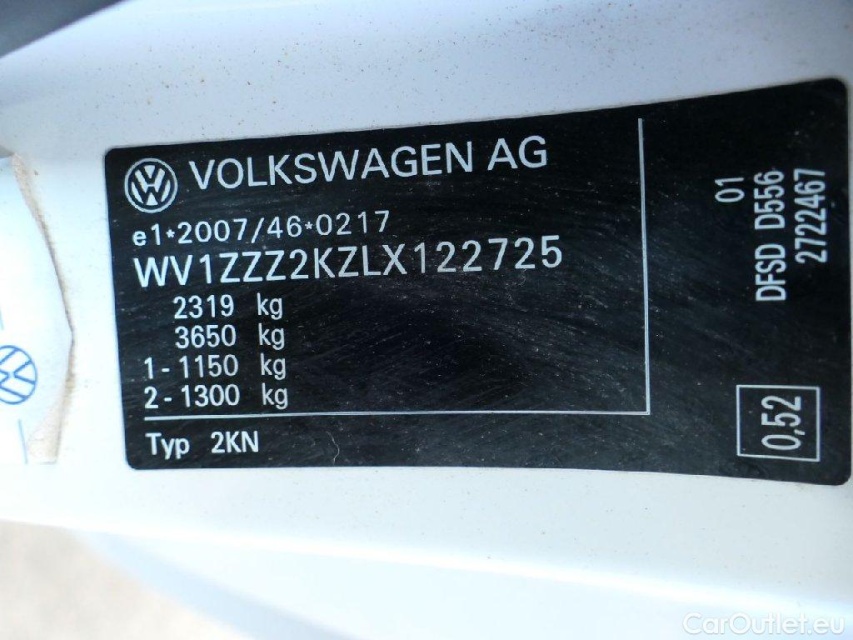 VOLKSWAGEN AG
e1*2007/46*0217
WV1ZZZ2KZLX122725
2319 kg
3650 kg
1-1150 kg
2-1300 kg
Typ 2KN
01
DFSD D556
2722467
0,52
CarOutlet.eu